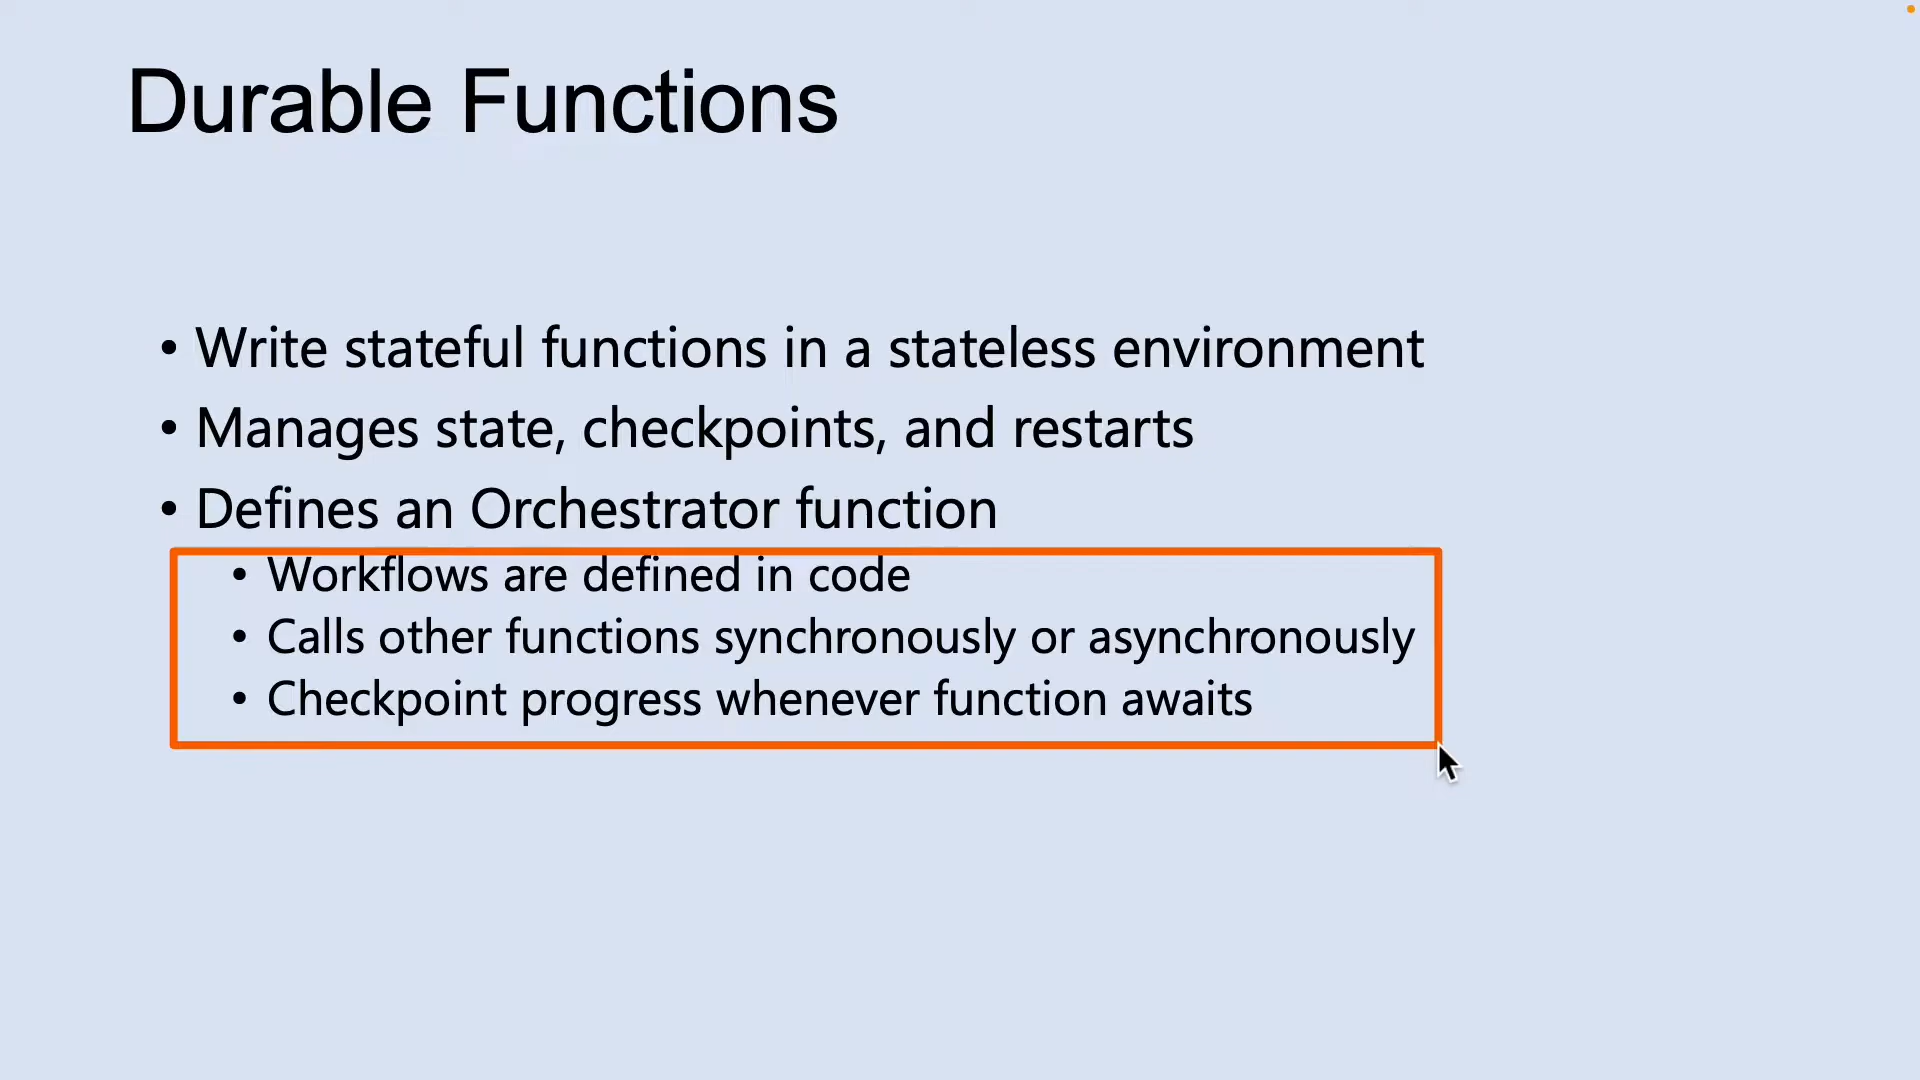 Durable Functions
• Write stateful functions in a stateless environment
• Manages state, checkpoints, and restarts
• Defines an Orchestrator function
• Workflows are defined in code
• Calls other functions synchronously or asynchronously
• Checkpoint progress whenever function awaits